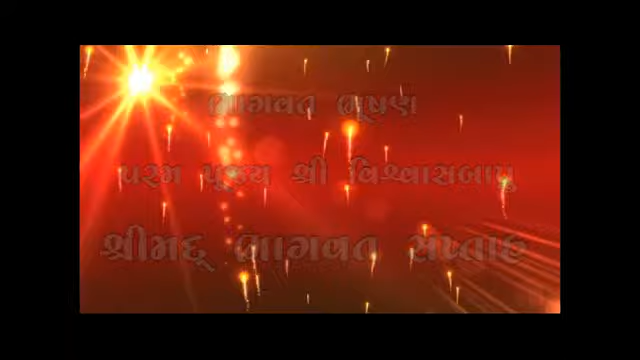 ભાગવત ભૂષણ
પરમ પૂજ્ય શ્રી વિશ્વાસબાપુ
શ્રીમદ્ ભાગવત સપ્તાહ